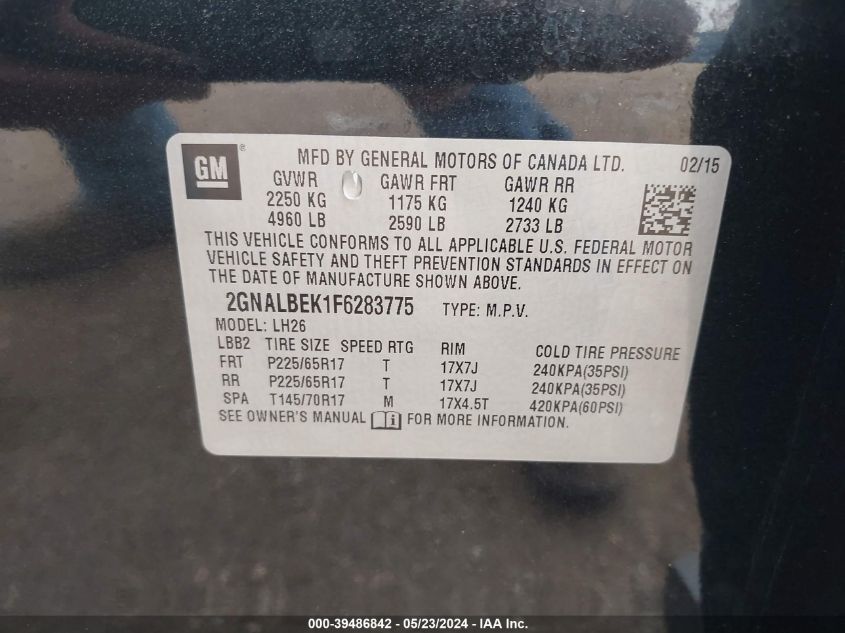 GM
MFD BY GENERAL MOTORS OF CANADA LTD. 02/15
GVWR GAWR FRT GAWR RR
2250 KG 1175 KG 1240 KG
4960 LB 2590 LB 2733 LB
THIS VEHICLE CONFORMS TO ALL APPLICABLE U.S. FEDERAL MOTOR
VEHICLE SAFETY AND THEFT PREVENTION STANDARDS IN EFFECT ON
THE DATE OF MANUFACTURE SHOWN ABOVE.
2GNALBEK1F6283775 TYPE: M.P.V.
MODEL: LH26
LBB2 TIRE SIZE SPEED RTG RIM COLD TIRE PRESSURE
FRT P225/65R17 T 17X7J 240KPA(35PSI)
RR P225/65R17 T 17X7J 240KPA(35PSI)
SPA T145/70R17 M 17X4.5T 420KPA(60PSI)
SEE OWNER'S MANUAL i FOR MORE INFORMATION.
000-39486842 - 05/23/2024 - IAA Inc.